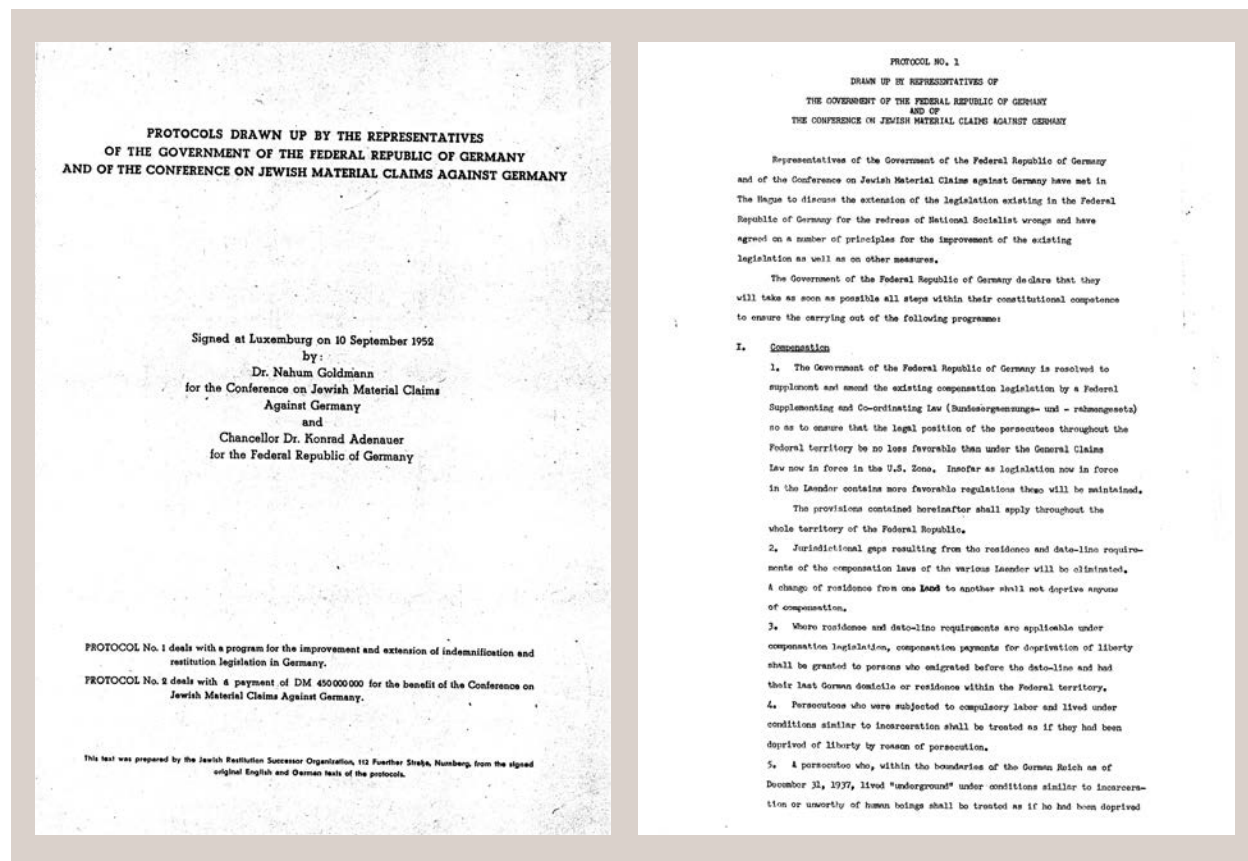 PROTOCOLS DRAWN UP BY THE REPRESENTATIVES
OF THE GOVERNMENT OF THE FEDERAL REPUBLIC OF GERMANY
AND OF THE CONFERENCE ON JEWISH MATERIAL CLAIMS AGAINST GERMANY
Signed at Luxemburg on 10 September 1952
by:
Dr. Nahum Goldmann
for the Conference on Jewish Material Claims
Against Germany
and
Chancellor Dr. Konrad Adenauer
for the Federal Republic of Germany
PROTOCOL No. 1 deals with a program for the improvement and extension of indemnification and
restitution legislation in Germany.
PROTOCOL No. 2 deals with a payment of DM 450000000 for the benefit of the Conference on
Jewish Material Claims Against Germany.
This text was prepared by the Jewish Restitution Successor Organization, 112 Fuerther Straße, Nurnberg, from the signed
original English and German texts of the protocols.
PROTOCOL NO. 1
DRAWN UP BY REPRESENTATIVES OF
THE GOVERNMENT OF THE FEDERAL REPUBLIC OF GERMANY
AND OF
THE CONFERENCE ON JEWISH MATERIAL CLAIMS AGAINST GERMANY
Representatives of the Government of the Federal Republic of Germany
and of the Conference on Jewish Material Claims against Germany have met in
The Hague to discuss the extension of the legislation existing in the Federal
Republic of Germany for the redress of National Socialist wrongs and have
agreed on a number of principles for the improvement of the existing
legislation as well as on other measures.
The Government of the Federal Republic of Germany declare that they
will take as soon as possible all steps within their constitutional competence
to ensure the carrying out of the following programme:
I. Compensation
1. The Government of the Federal Republic of Germany is resolved to
supplement and amend the existing compensation legislation by a Federal
Supplementing and Co-ordinating Law (Bundesergaenzungs- und - rahmengesetz)
so as to ensure that the legal position of the persecutees throughout the
Federal territory be no less favorable than under the General Claims
Law now in force in the U.S. Zone. Insofar as legislation now in force
in the Laender contains more favorable regulations these will be maintained.
The provisions contained hereinafter shall apply throughout the
whole territory of the Federal Republic.
2. Jurisdictional gaps resulting from the residence and date-line require-
ments of the compensation laws of the various Laender will be eliminated.
A change of residence from one Land to another shall not deprive anyone
of compensation.
3. Where residence and date-line requirements are applicable under
compensation legislation, compensation payments for deprivation of liberty
shall be granted to persons who emigrated before the date-line and had
their last German domicile or residence within the Federal territory.
4. Persecutees who were subjected to compulsory labor and lived under
conditions similar to incarceration shall be treated as if they had been
deprived of liberty by reason of persecution.
5. A persecutee who, within the boundaries of the German Reich as of
December 31, 1937, lived "underground" under conditions similar to incarcera-
tion or unworthy of human beings shall be treated as if he had been deprived